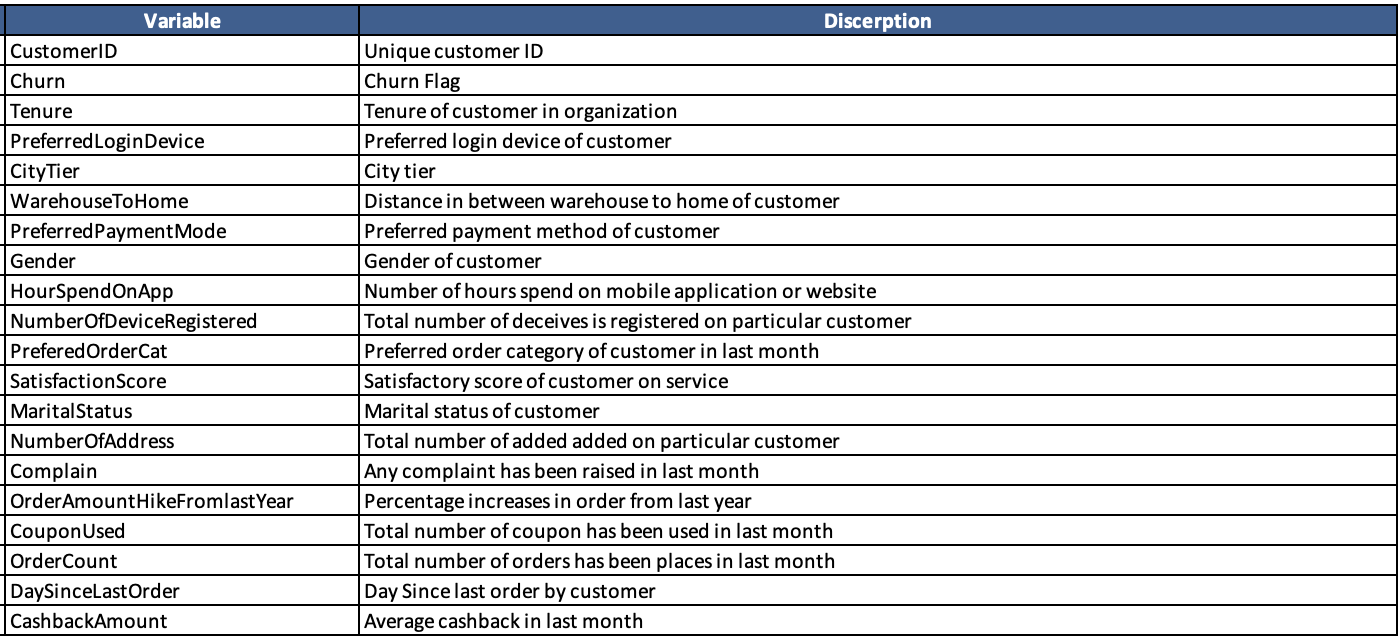 Variable Discerption
CustomerID Unique customer ID
Churn Churn Flag
Tenure Tenure of customer in organization
PreferredLoginDevice Preferred login device of customer
CityTier City tier
WarehouseToHome Distance in between warehouse to home of customer
PreferredPaymentMode Preferred payment method of customer
Gender Gender of customer
HourSpendOnApp Number of hours spend on mobile application or website
NumberOfDeviceRegistered Total number of deceives is registered on particular customer
PreferedOrderCat Preferred order category of customer in last month
SatisfactionScore Satisfactory score of customer on service
MaritalStatus Marital status of customer
NumberOfAddress Total number of added added on particular customer
Complain Any complaint has been raised in last month
OrderAmountHikeFromlastYear Percentage increases in order from last year
CouponUsed Total number of coupon has been used in last month
OrderCount Total number of orders has been places in last month
DaySinceLastOrder Day Since last order by customer
CashbackAmount Average cashback in last month